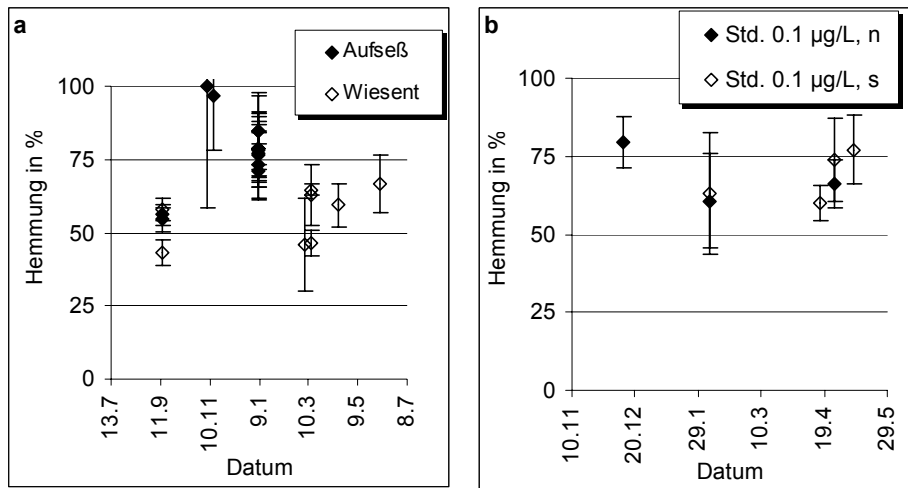 a
Aufseß
Wiesent
Hemmung in %
100
75
50
25
0
13.7
11.9
10.11
9.1
10.3
9.5
8.7
Datum
b
Std. 0.1 µg/L, n
Std. 0.1 µg/L, s
Hemmung in %
100
75
50
25
0
10.11
20.12
29.1
10.3
19.4
29.5
Datum